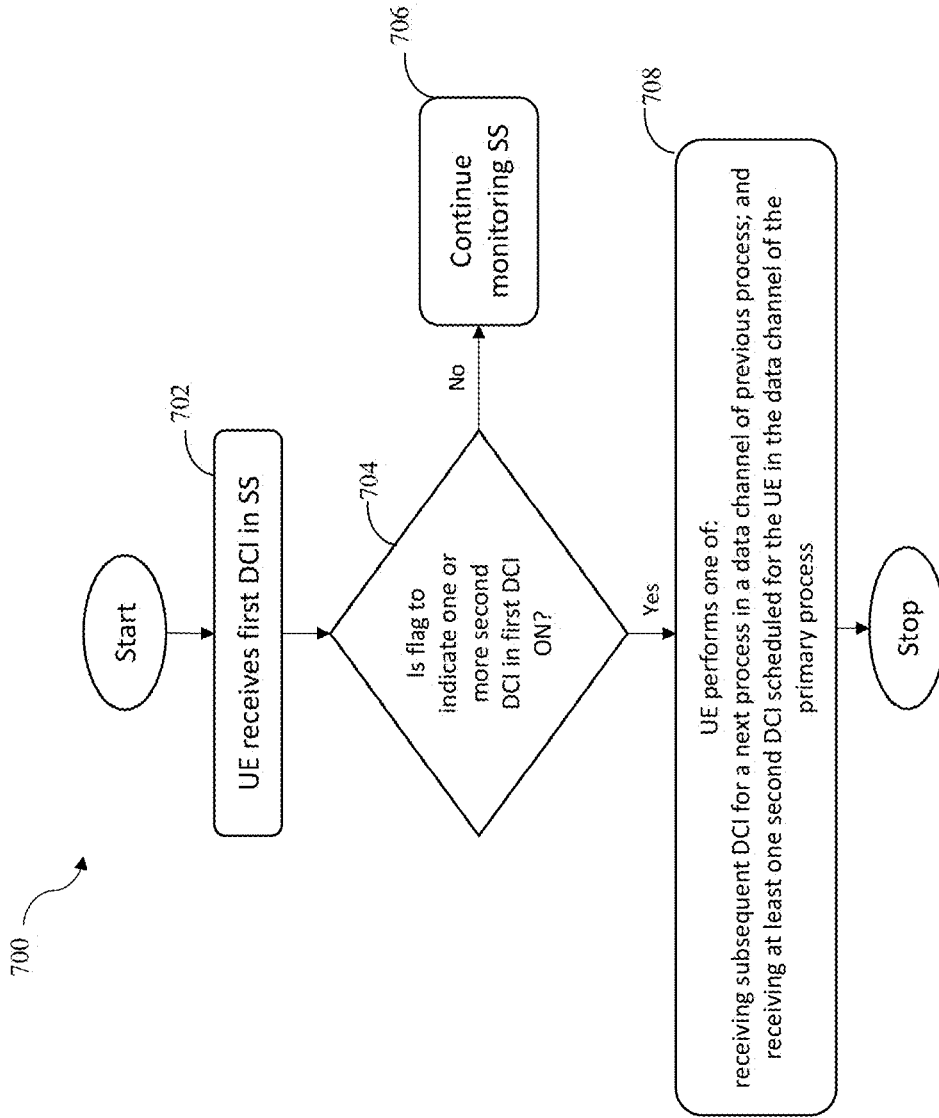 700
Start
702
UE receives first DCI in SS
704
Is flag to
indicate one or
more second
DCI in first DCI
ON?
No
706
Continue
monitoring SS
Yes
708
UE performs one of:
receiving subsequent DCI for a next process in a data channel of previous process; and
receiving at least one second DCI scheduled for the UE in the data channel of the
primary process
Stop